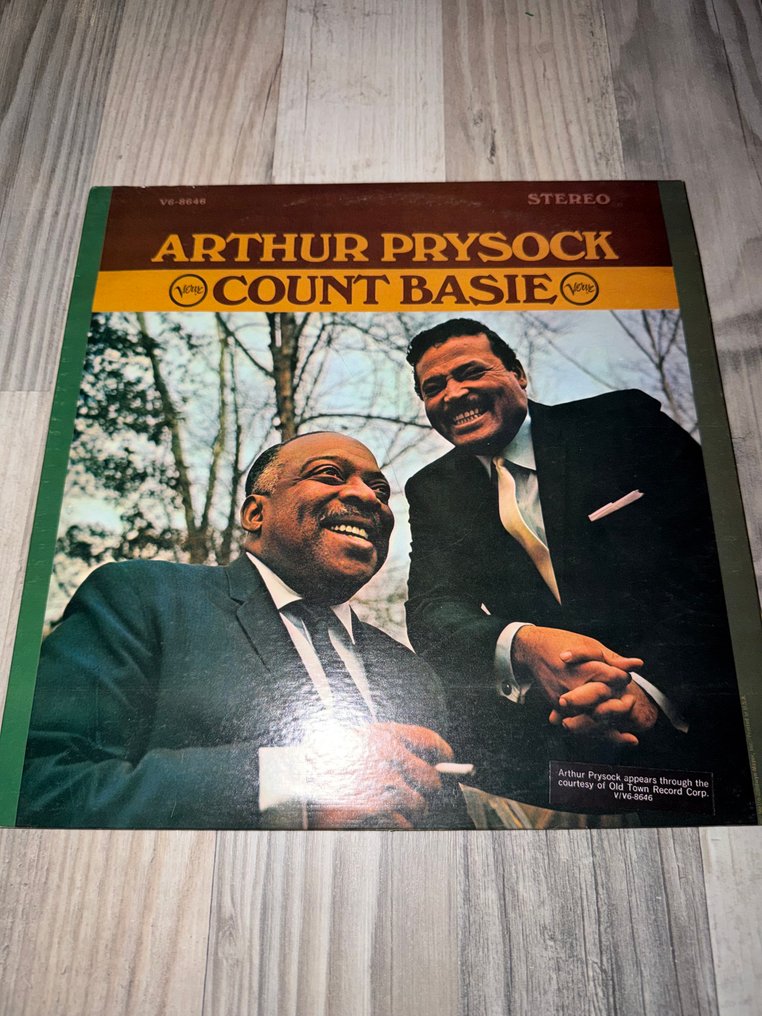 V6-8646 STEREO
ARTHUR PRYSOCK
Verve COUNT BASIE Verve
Arthur Prysock appears through the
courtesy of Old Town Record Corp.
V/V6-8646